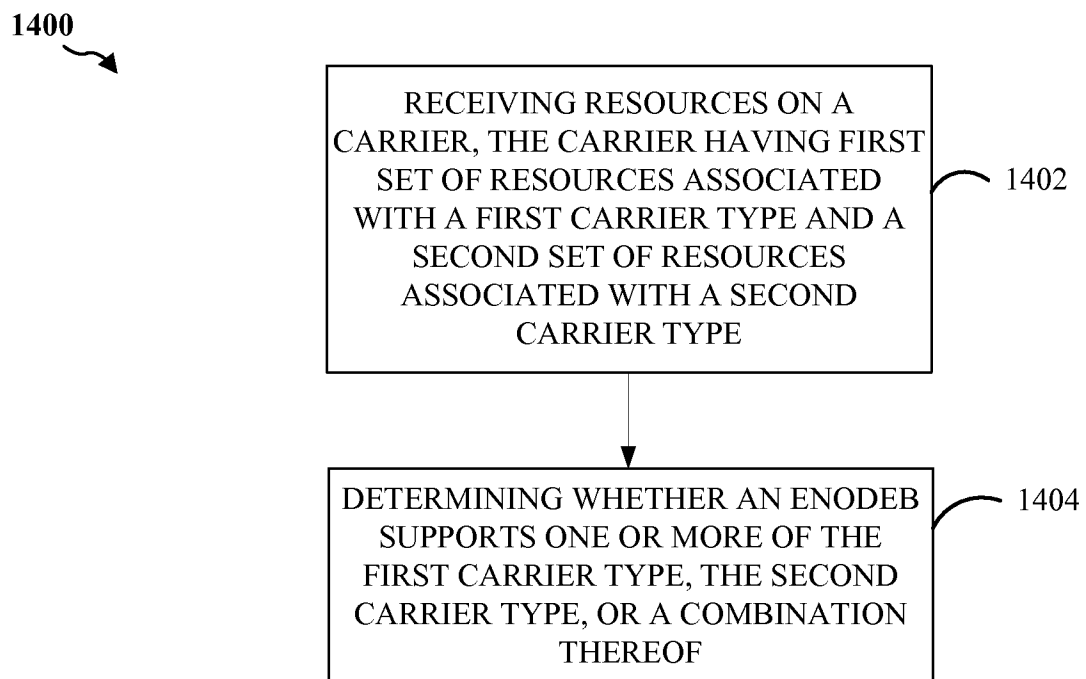 1400
RECEIVING RESOURCES ON A
CARRIER, THE CARRIER HAVING FIRST
SET OF RESOURCES ASSOCIATED
WITH A FIRST CARRIER TYPE AND A
SECOND SET OF RESOURCES
ASSOCIATED WITH A SECOND
CARRIER TYPE
1402
DETERMINING WHETHER AN ENODEB
SUPPORTS ONE OR MORE OF THE
FIRST CARRIER TYPE, THE SECOND
CARRIER TYPE, OR A COMBINATION
THEREOF
1404